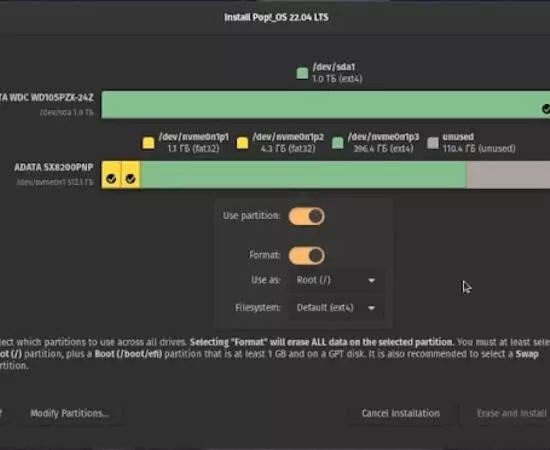 Install Pop!_OS 22.04 LTS
/dev/sda1
1.0 ТБ (ext4)
TA WDC WD10SPZX-24Z
/dev/sda 1.0 ТБ
/dev/nvme0n1p1
1.1 ГБ (fat32)
/dev/nvme0n1p2
4.3 ГБ (fat32)
/dev/nvme0n1p3
396.4 ГБ (ext4)
unused
110.4 ГБ (unused)
ADATA SX8200PNP
/dev/nvme0n1 512.1 ГБ
Use partition:
Format:
Use as: Root (/)
Filesystem: Default (ext4)
lect which partitions to use across all drives. Selecting "Format" will erase ALL data on the selected partition. You must at least sele
ot (/) partition, plus a Boot (/boot/efi) partition that is at least 1 GB and on a GPT disk. It is also recommended to select a Swap
rtition.
? Modify Partitions... Cancel Installation Erase and Install